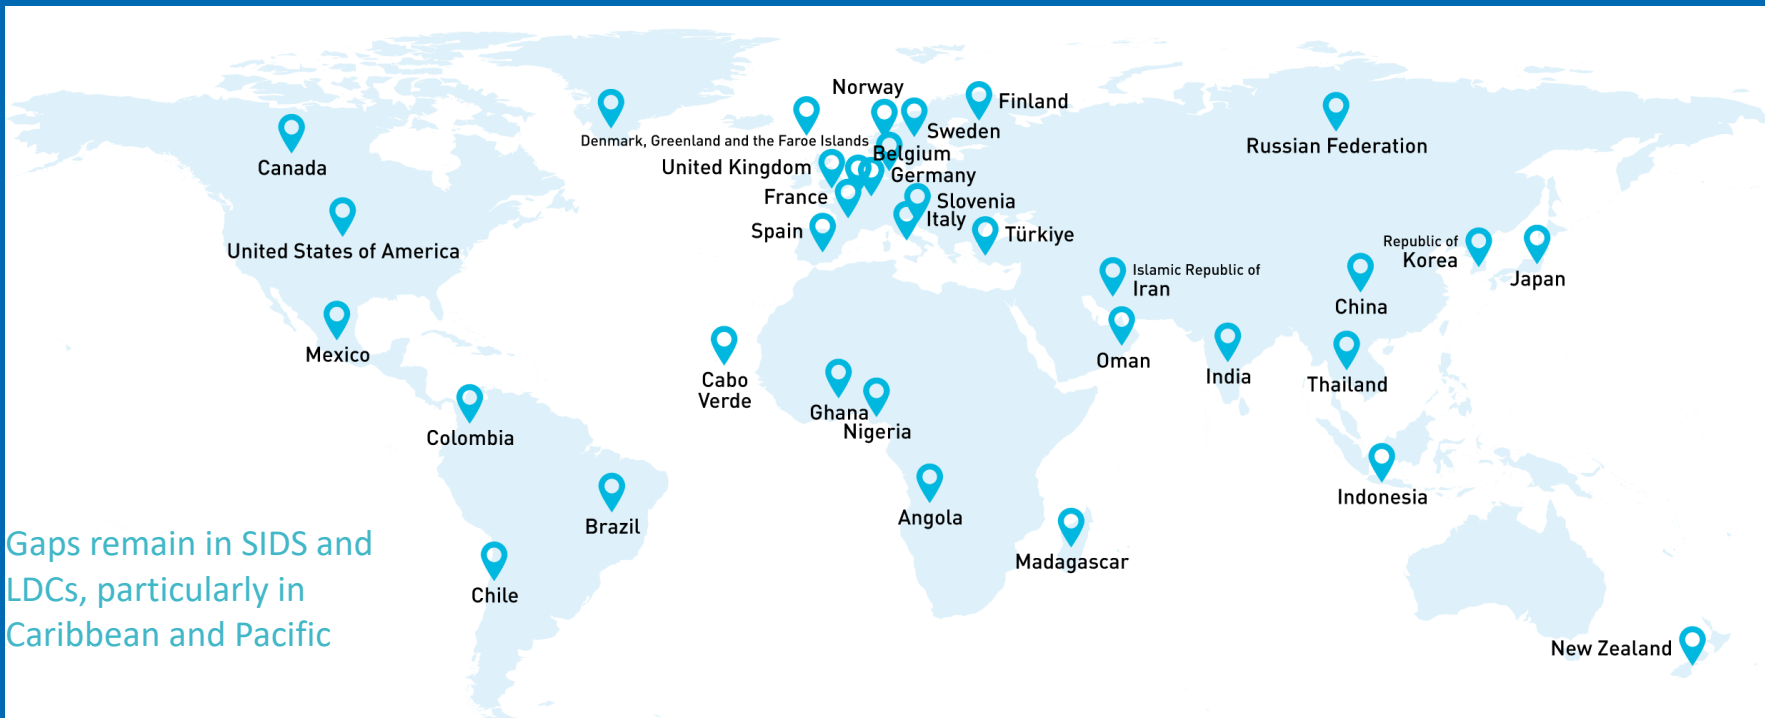 Norway
Finland
Sweden
Denmark, Greenland and the Faroe Islands
Belgium
Russian Federation
Canada
United Kingdom
Germany
France
Slovenia
Italy
Spain
Türkiye
United States of America
Republic of
Korea
Japan
Islamic Republic of
Iran
China
Mexico
Oman
India
Thailand
Cabo
Verde
Ghana
Nigeria
Colombia
Indonesia
Angola
Brazil
Madagascar
Chile
Gaps remain in SIDS and
LDCs, particularly in
Caribbean and Pacific
New Zealand